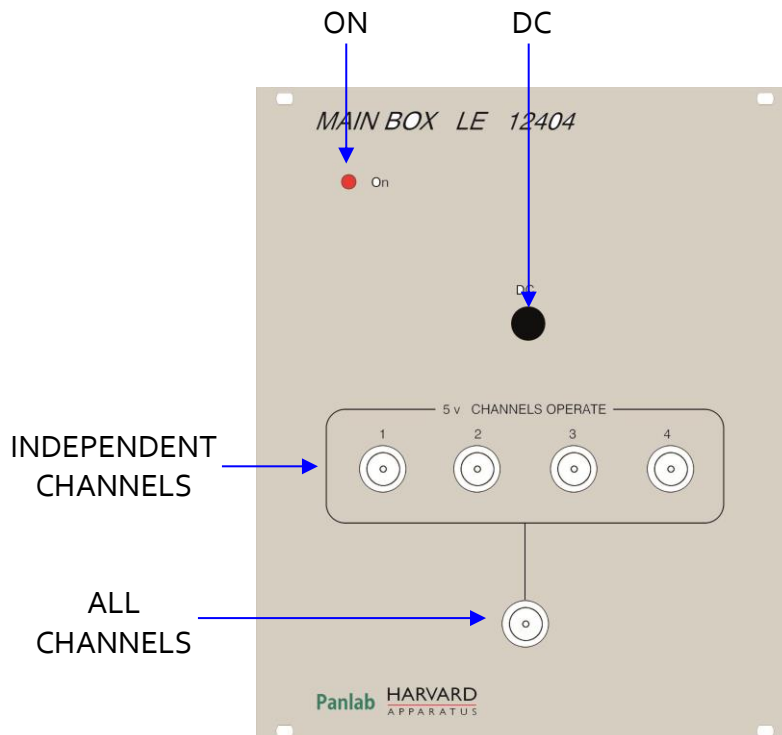 ON DC
MAIN BOX LE 12404
On
DC
5 v CHANNELS OPERATE
1 2 3 4
INDEPENDENT
CHANNELS
ALL
CHANNELS
Panlab HARVARD
APPARATUS